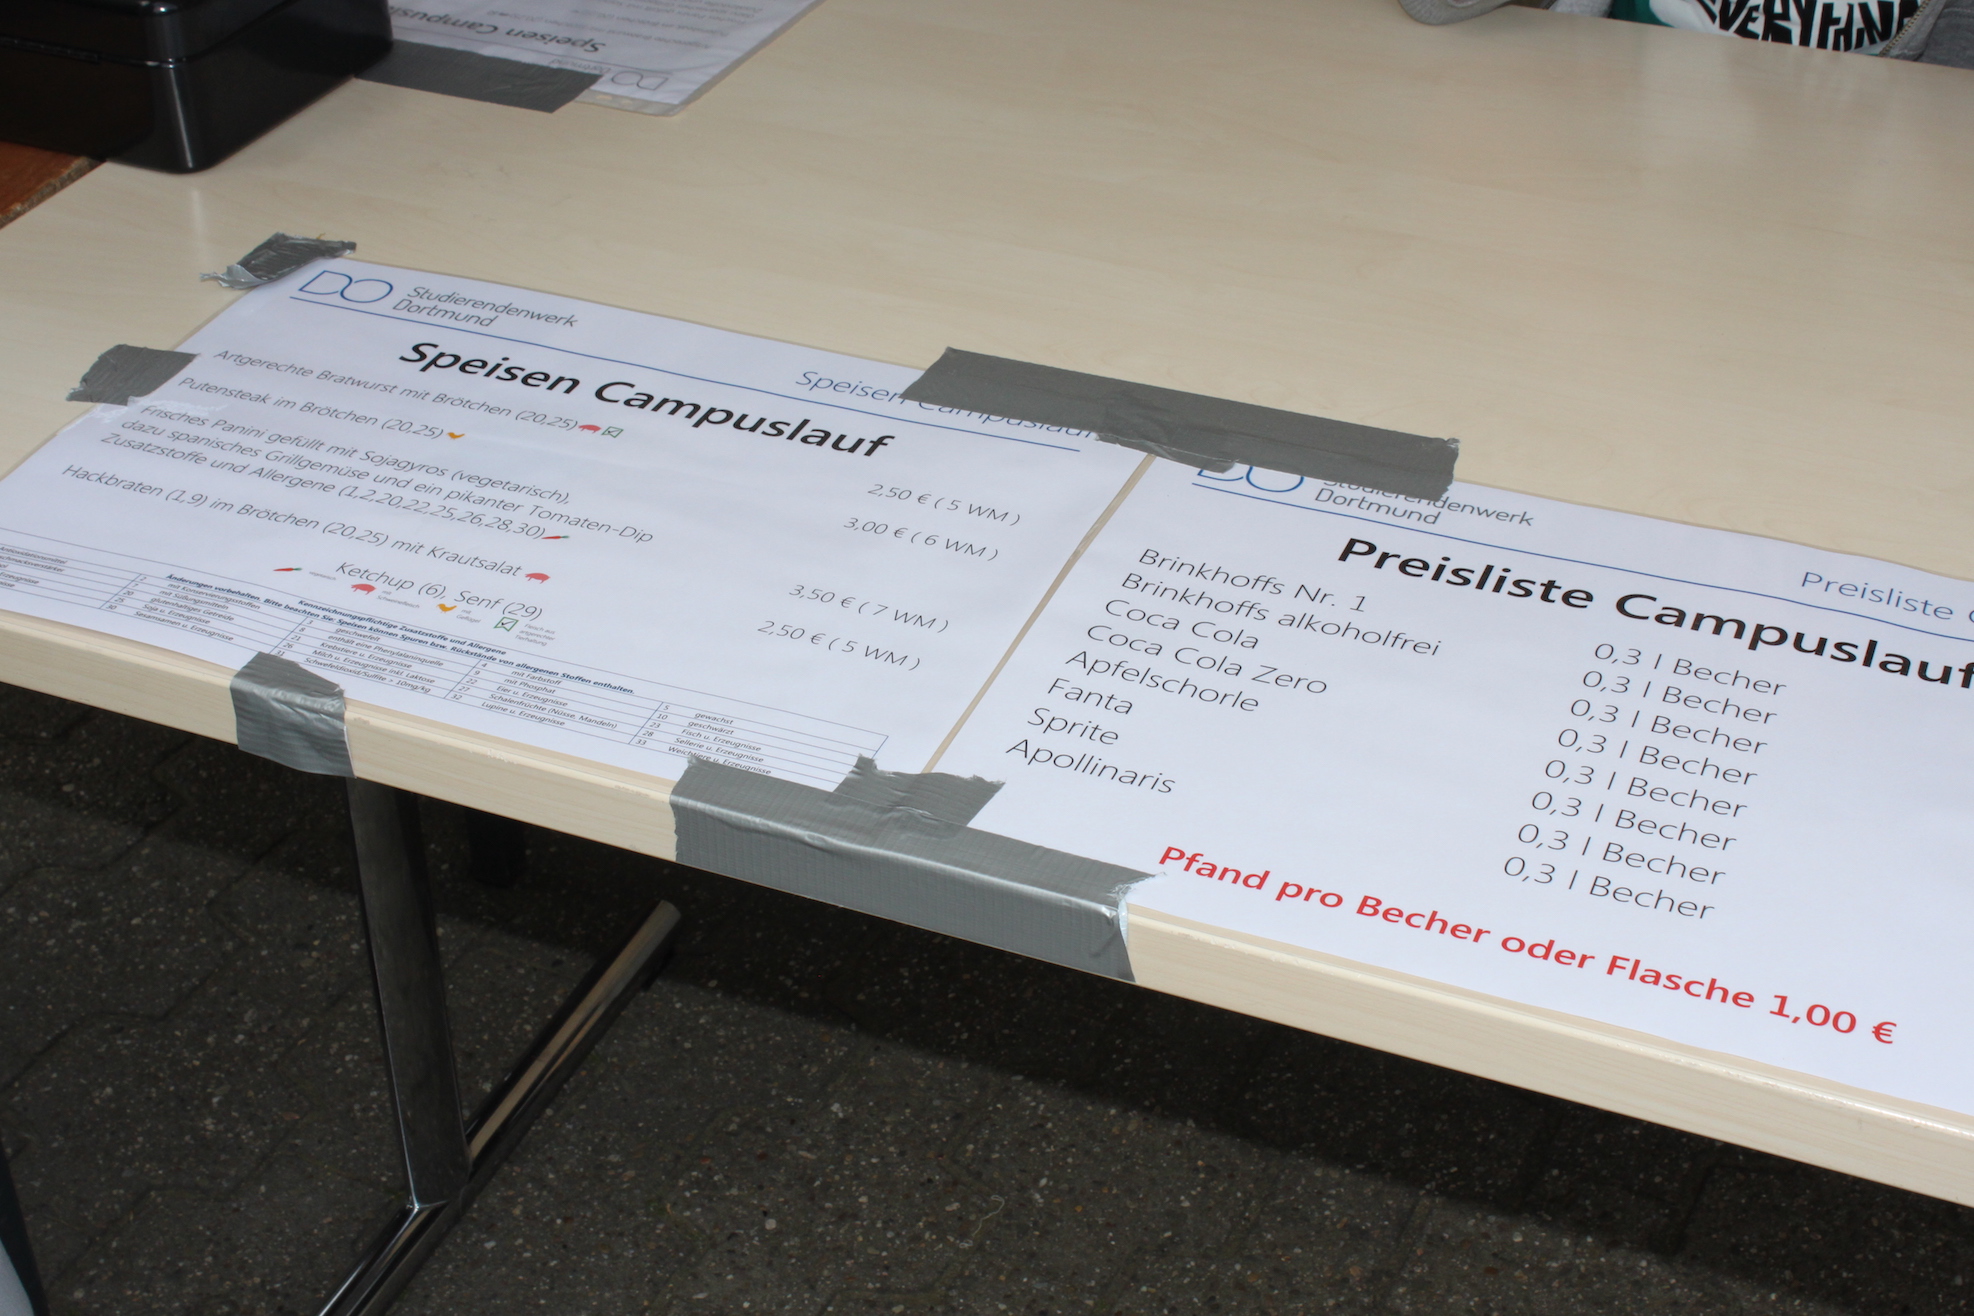 EVERYTHING
Speisen Campus
DO
Studierendenwerk
Dortmund
Speisen Campuslauf
Speisen Campuslauf
Artgerechte Bratwurst mit Brötchen (20,25)
2,50 € ( 5 WM )
Putensteak im Brötchen (20,25)
3,00 € ( 6 WM )
Frisches Panini gefüllt mit Sojagyros (vegetarisch),
dazu spanisches Grillgemüse und ein pikanter Tomaten-Dip
Zusatzstoffe und Allergene (1,2,20,22,25,26,28,30)
3,50 € ( 7 WM )
Hackbraten (1,9) im Brötchen (20,25) mit Krautsalat
2,50 € ( 5 WM )
Ketchup (6), Senf (29)
Änderungen vorbehalten. Bitte beachten Sie: Speisen können Spuren bzw. Rückstände von allergenen Stoffen enthalten.
Kennzeichnungspflichtige Zusatzstoffe und Allergene
2 mit Konservierungsstoffen
3 geschwefelt
4 mit Farbstoff
5 gewachst
mit Süßungsmitteln
8 enthält eine Phenylalaninquelle
9 mit Phosphat
10 geschwärzt
20 glutenhaltiges Getreide
21 Krebstiere u. Erzeugnisse
22 Eier u. Erzeugnisse
23 Fisch u. Erzeugnisse
25 Soja u. Erzeugnisse
26 Milch u. Erzeugnisse inkl. Laktose
27 Schalenfrüchte (Nüsse, Mandeln)
28 Sellerie u. Erzeugnisse
30 Sesamsamen u. Erzeugnisse
31 Schwefeldioxid/Sulfite > 10mg/kg
32 Lupine u. Erzeugnisse
33 Weichtiere u. Erzeugnisse
DO
Studierendenwerk
Dortmund
Preisliste C
Preisliste Campuslauf
Brinkhoffs Nr. 1 0,3 l Becher
Brinkhoffs alkoholfrei 0,3 l Becher
Coca Cola 0,3 l Becher
Coca Cola Zero 0,3 l Becher
Apfelschorle 0,3 l Becher
Fanta 0,3 l Becher
Sprite 0,3 l Becher
Apollinaris 0,3 l Becher
Pfand pro Becher oder Flasche 1,00 €